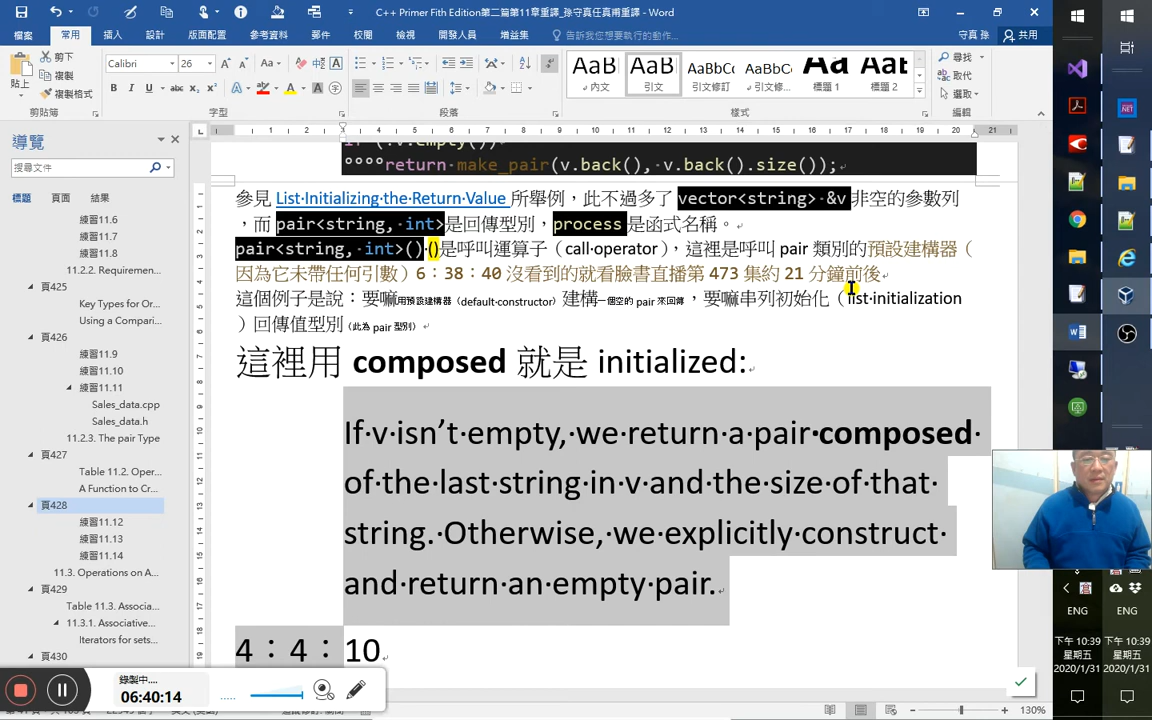 C++ Primer Fith Edition第二篇第11章重譯_孫守真任真甫重譯 - Word
檔案
常用
插入
設計
版面配置
參考資料
郵件
校閱
檢視
開發人員
增益集
告訴我您想要執行的動作...
守真 孫
共用
貼上
剪下
複製
複製格式
剪貼簿
Calibri
26
字型
段落
AaB
內文
AaB
引文
AaBbC
引文修訂
AaBbC
引文修...
AaB
標題 1
AaB
標題 2
樣式
尋找
取代
選取
編輯
導覽
搜尋文件
標題
頁面
結果
練習11.6
練習11.7
練習11.8
11.2.2. Requiremen..
頁425
Key Types for Or...
Using a Compari...
頁426
練習11.9
練習11.10
練習11.11
Sales_data.cpp
Sales_data.h
11.2.3. The pair Type
頁427
Table 11.2. Oper...
A Function to Cr...
頁428
練習11.12
練習11.13
練習11.14
11.3. Operations on A...
頁429
Table 11.3. Associa...
11.3.1. Associative...
Iterators for sets...
頁430
return make_pair(v.back(), v.back().size());
參見 List Initializing the Return Value 所舉例，此不過多了 vector<string> &v 非空的參數列
，而 pair<string, int>是回傳型別，process 是函式名稱。
pair<string, int>() ()是呼叫運算子（call operator），這裡是呼叫 pair 類別的預設建構器（
因為它未帶任何引數）6：38：40 沒看到的就看臉書直播第 473 集約 21 分鐘前後
這個例子是說：要嘛用預設建構器（default constructor）建構一個空的 pair 來回傳，要嘛串列初始化（list initialization
）回傳值型別（此為 pair 型別）
這裡用 composed 就是 initialized:
If v isn’t empty, we return a pair composed
of the last string in v and the size of that
string. Otherwise, we explicitly construct
and return an empty pair.
4：4：10
錄製中...
06:40:14
130%
ENG
ENG
下午 10:39
星期五
2020/1/31
下午 10:39
星期五
2020/1/31